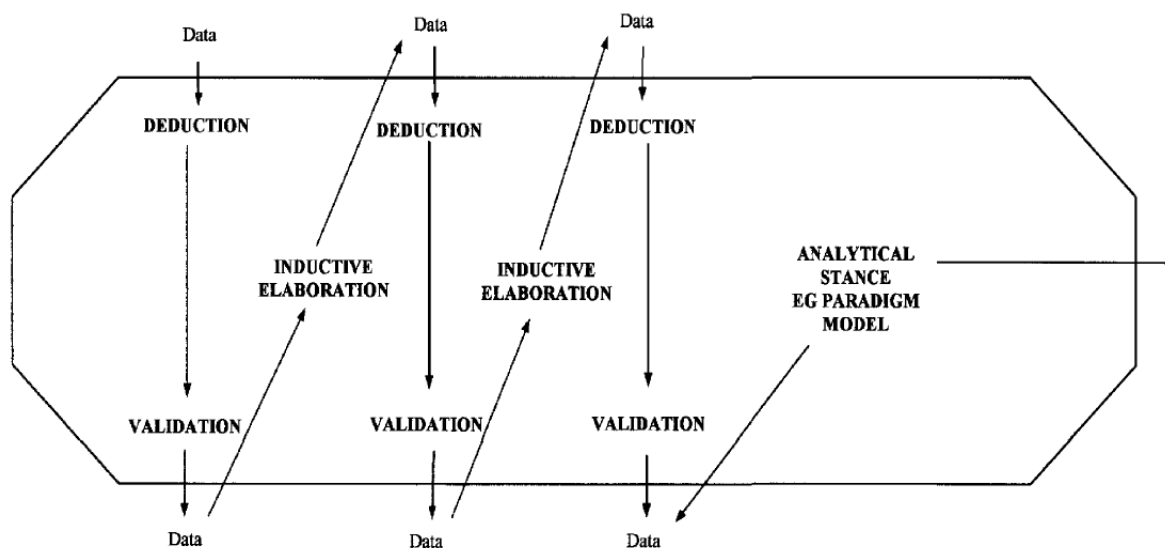 Data
Data
Data
DEDUCTION
DEDUCTION
DEDUCTION
INDUCTIVE
ELABORATION
INDUCTIVE
ELABORATION
ANALYTICAL
STANCE
EG PARADIGM
MODEL
VALIDATION
VALIDATION
VALIDATION
Data
Data
Data